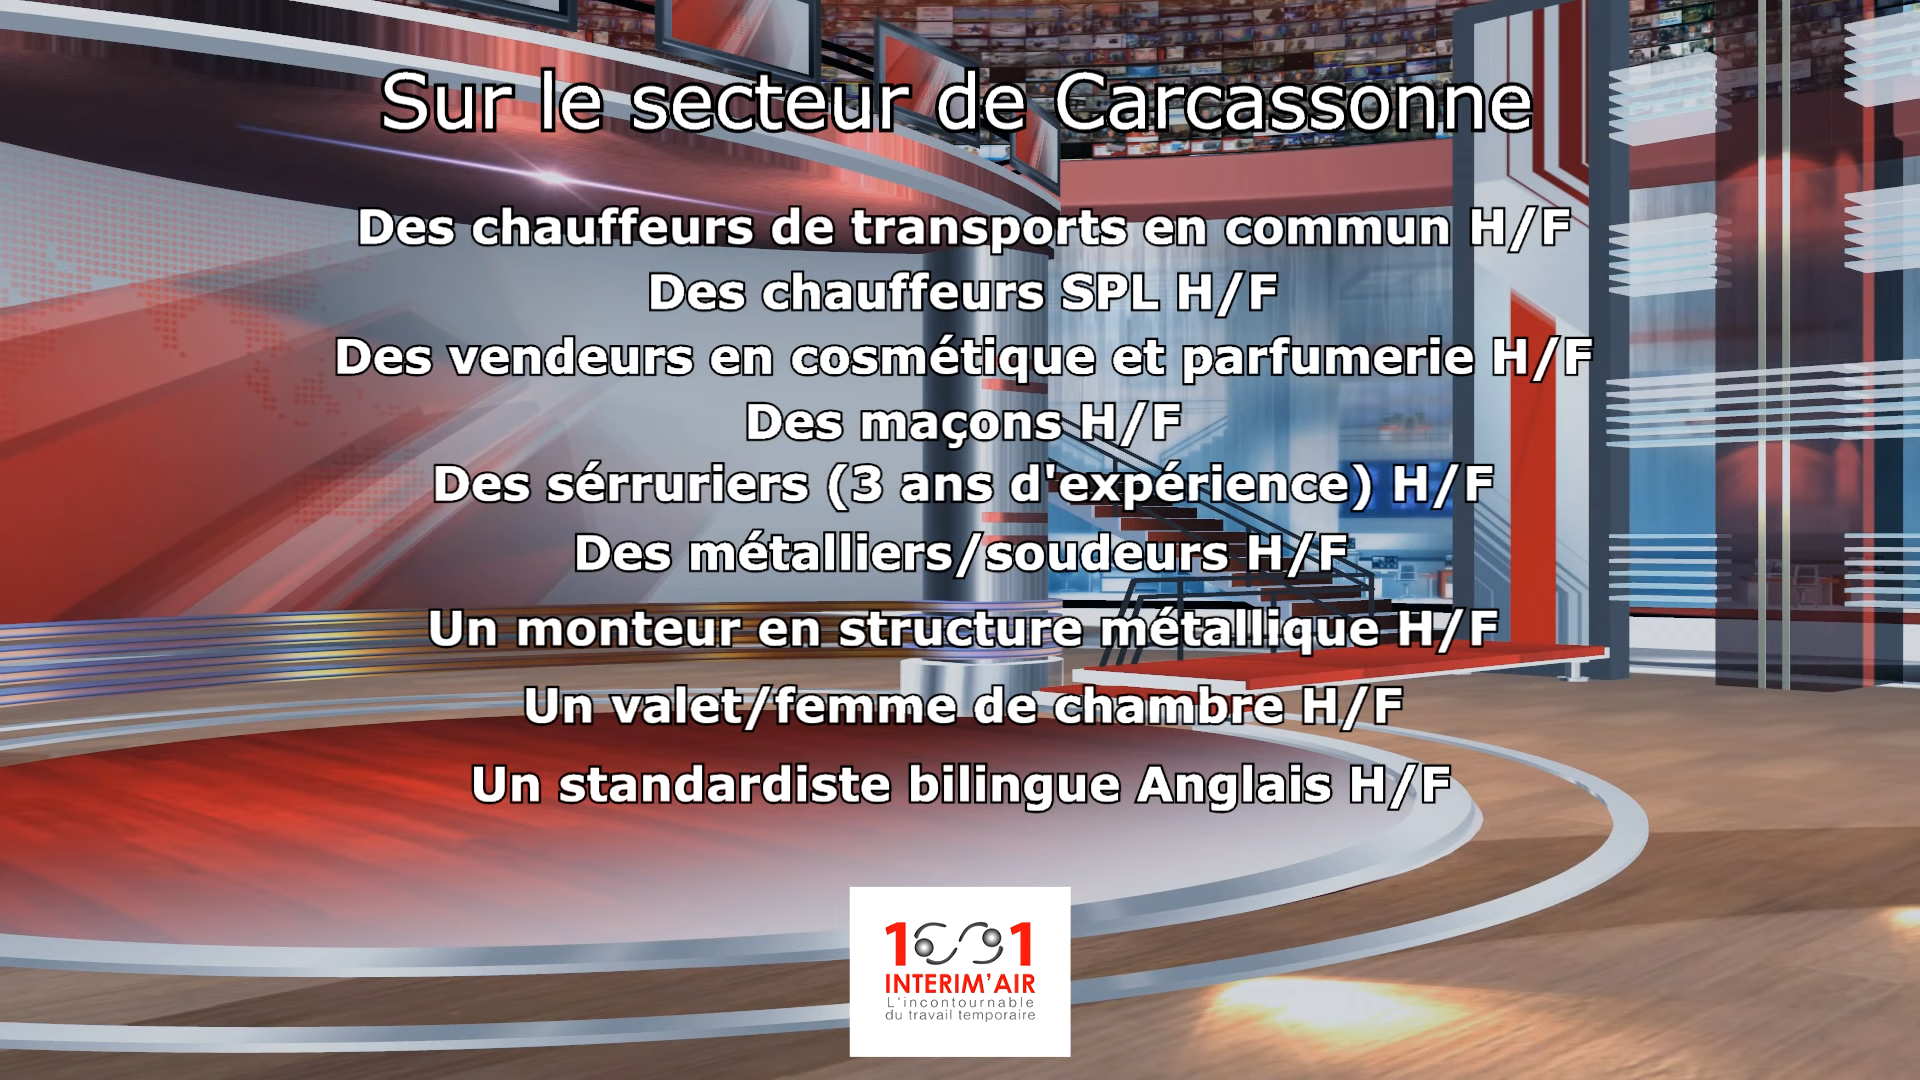 Sur le secteur de Carcassonne
Des chauffeurs de transports en commun H/F
Des chauffeurs SPL H/F
Des vendeurs en cosmétique et parfumerie H/F
Des maçons H/F
Des sérruriers (3 ans d'expérience) H/F
Des métalliers/soudeurs H/F
Un monteur en structure métallique H/F
Un valet/femme de chambre H/F
Un standardiste bilingue Anglais H/F
1001
INTERIM'AIR
L'incontournable
du travail temporaire